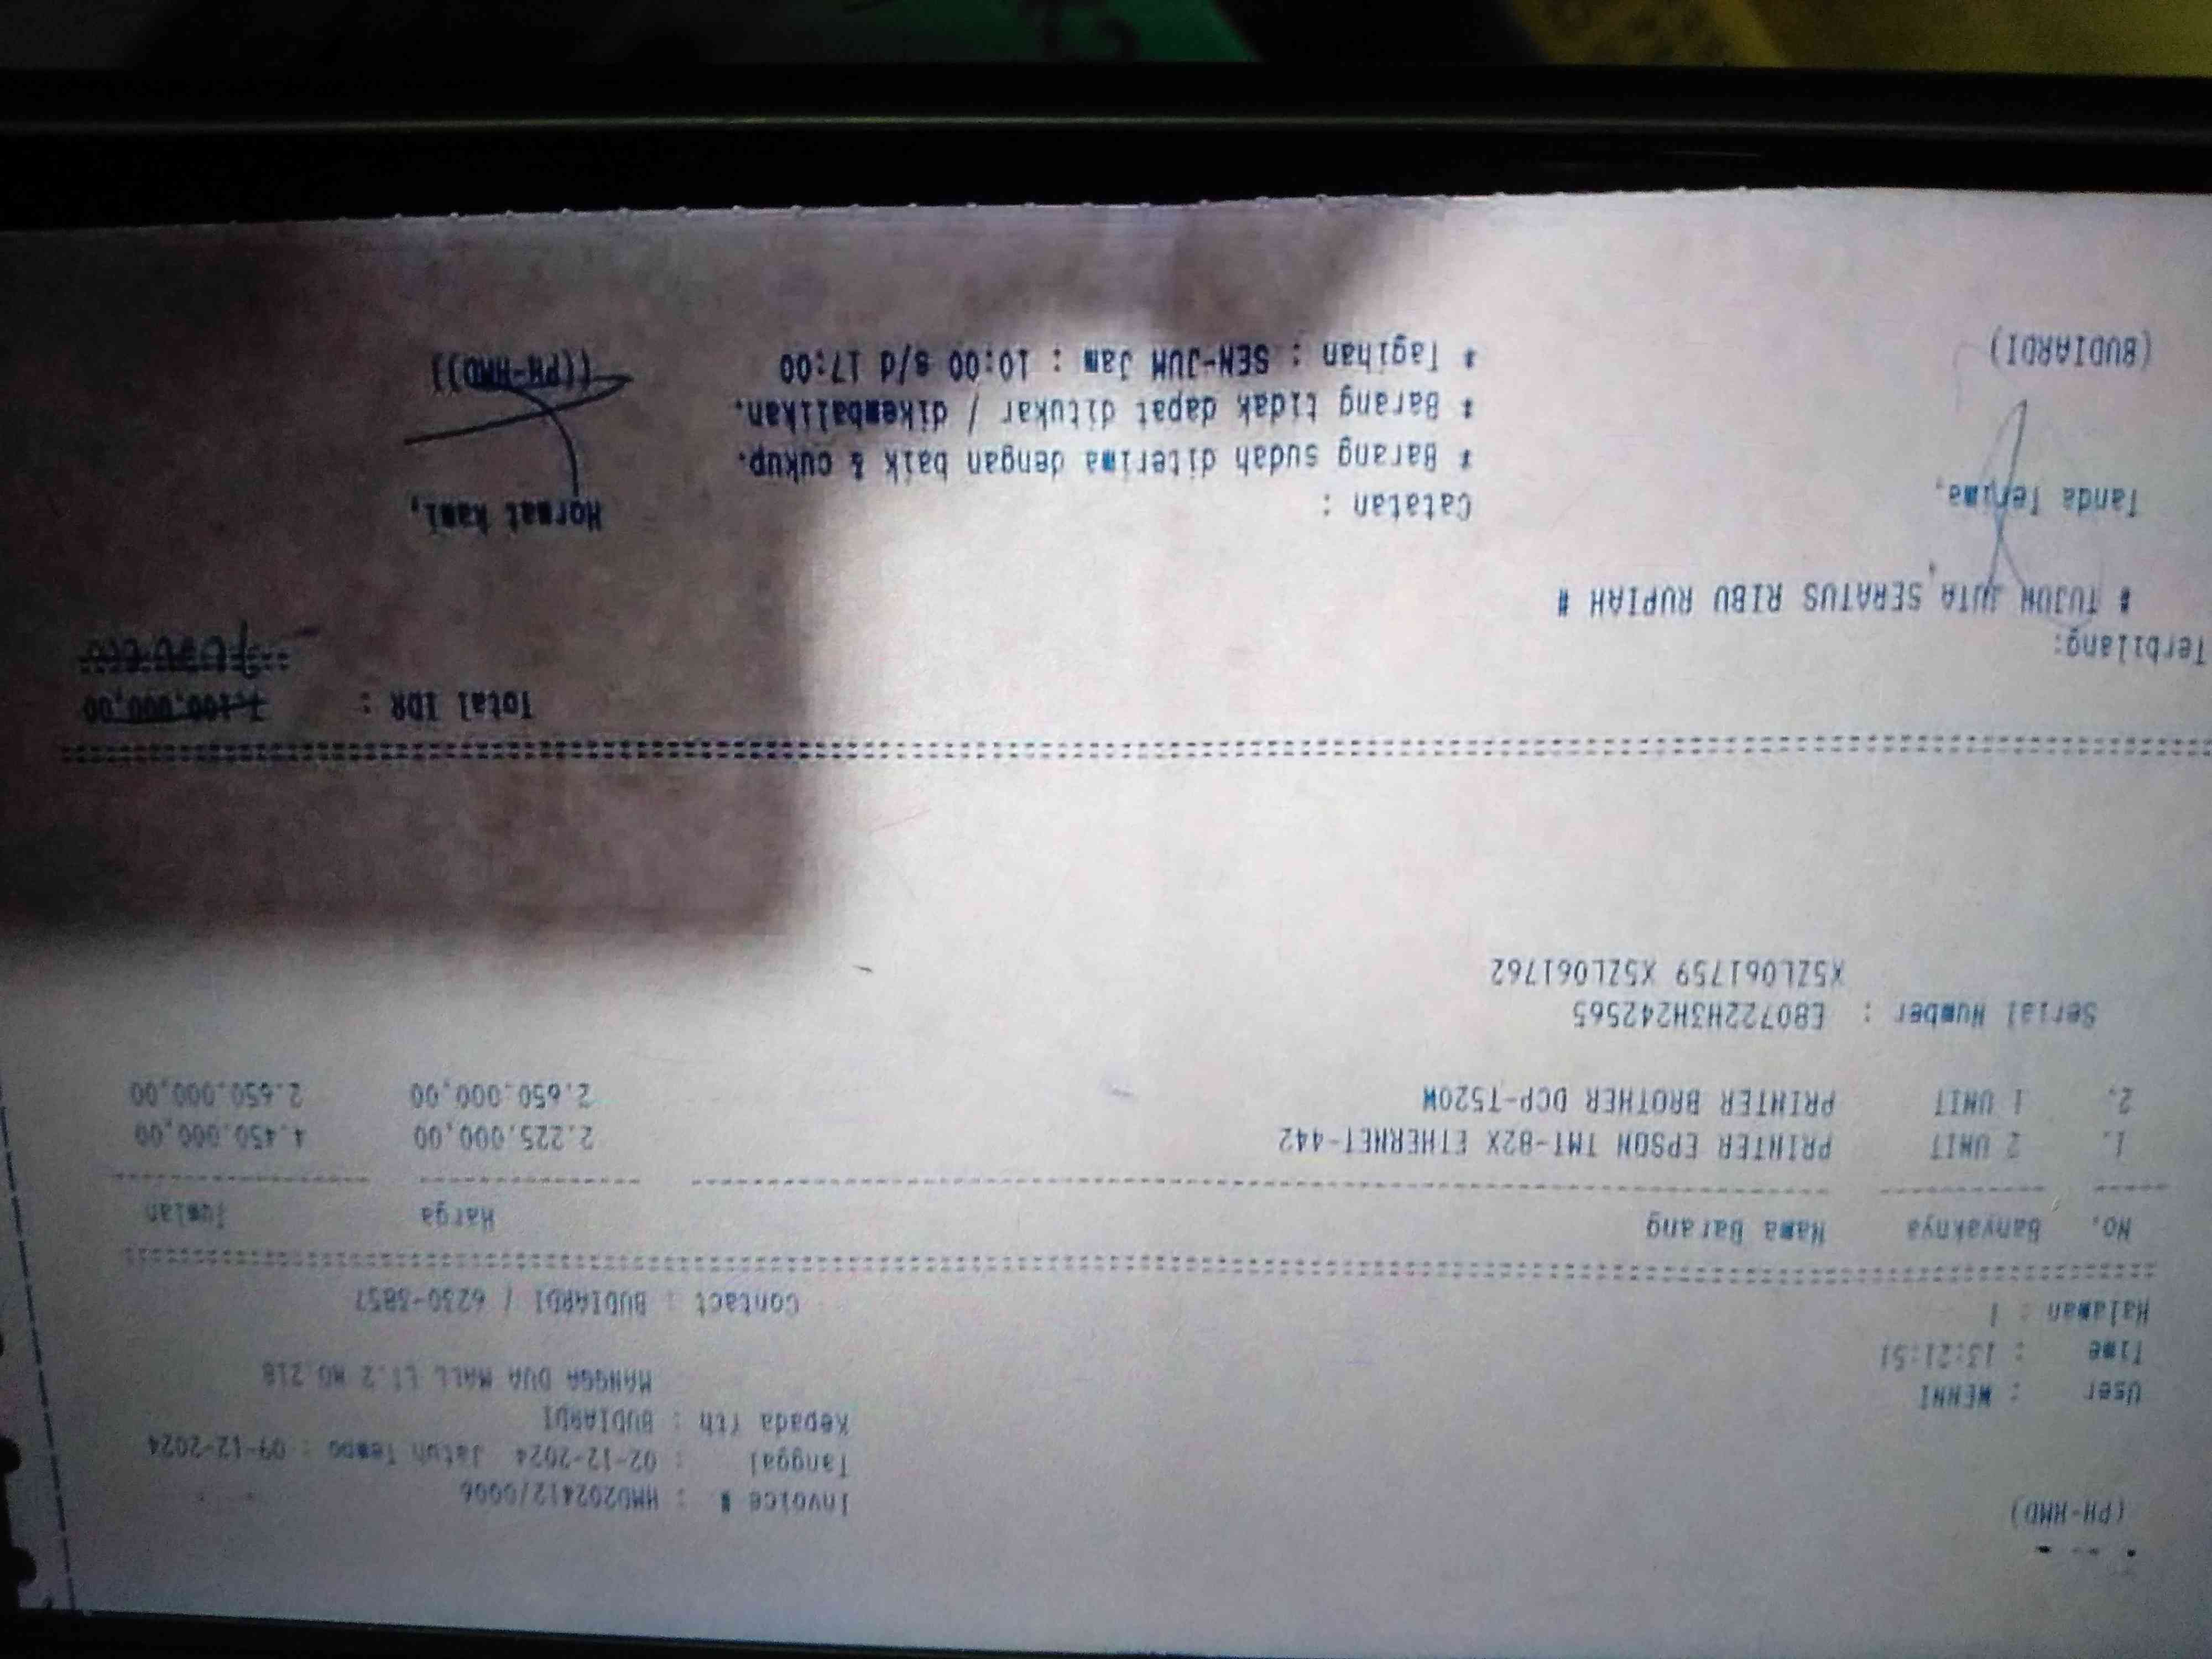 (PH-HMD)
Invoice # : HMD202412/0006
Tanggal : 02-12-2024 Jatuh Tempo : 09-12-2024
Kepada Yth : BUDIARDI
MANGGA DUA MALL LT.2 NO.218
User : WENNI
Time : 13:21:51
Halaman : 1
Contact : BUDIARDI / 6230-3857
No. Banyaknya Nama Barang Harga Jumlah
1. 2 UNIT PRINTER EPSON TMT-82X ETHERNET-442 2.225.000,00 4.450.000,00
2. 1 UNIT PRINTER BROTHER DCP-T520W 2.650.000,00 2.650.000,00
Serial Number : E80722H3H242565
X5ZL061759 X5ZL061762
Total IDR : 7.100.000,00
Terbilang:
# TUJUH JUTA SERATUS RIBU RUPIAH #
Tanda Terima, Catatan : Hormat kami,
* Barang sudah diterima dengan baik & cukup.
* Barang tidak dapat ditukar / dikembalikan.
* Tagihan : SEN-JUM Jam : 10:00 s/d 17:00
(BUDIARDI) ((PH-HMD))